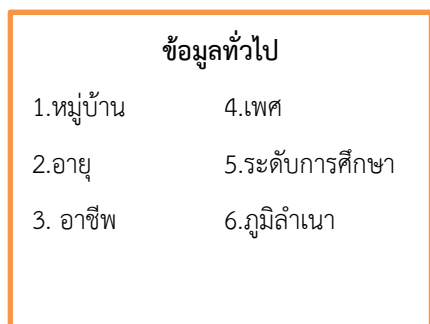 ข้อมูลทั่วไป
1.หมู่บ้าน 4.เพศ
2.อายุ 5.ระดับการศึกษา
3. อาชีพ 6.ภูมิลำเนา